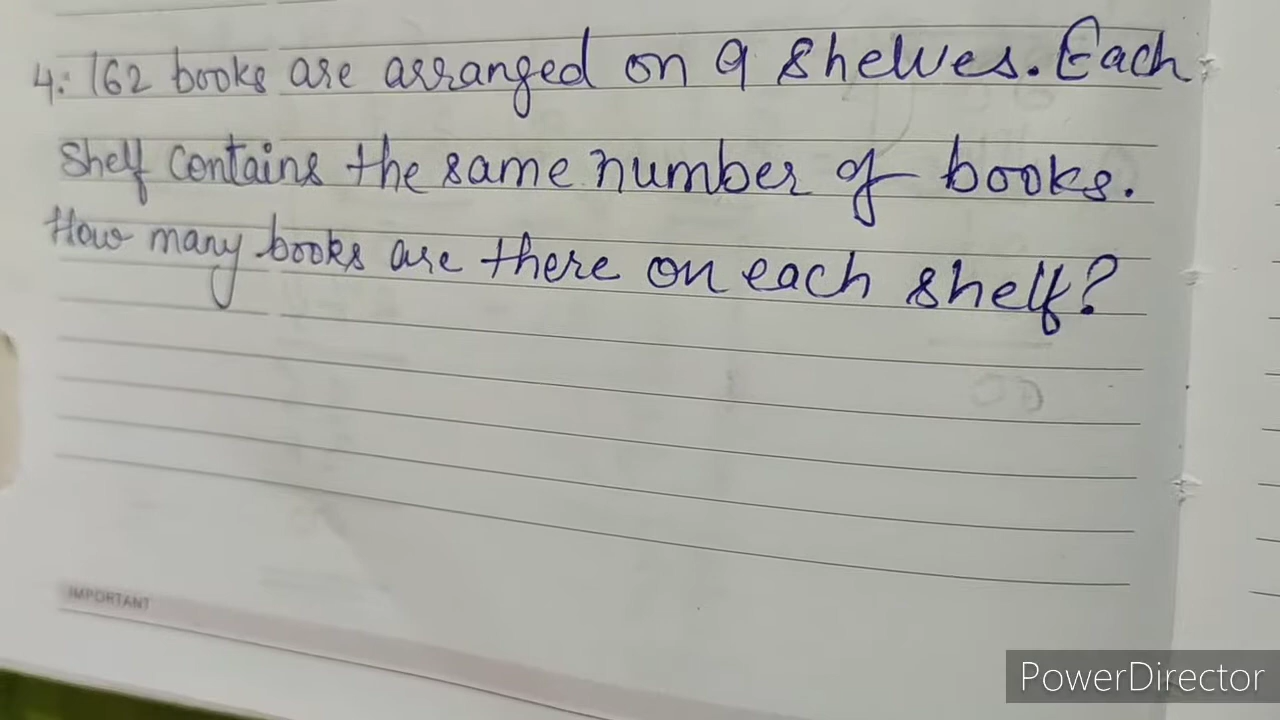 4: 162 books are arranged on 9 shelves. Each
shelf contains the same number of books.
How many books are there on each shelf?
IMPORTANT
PowerDirector